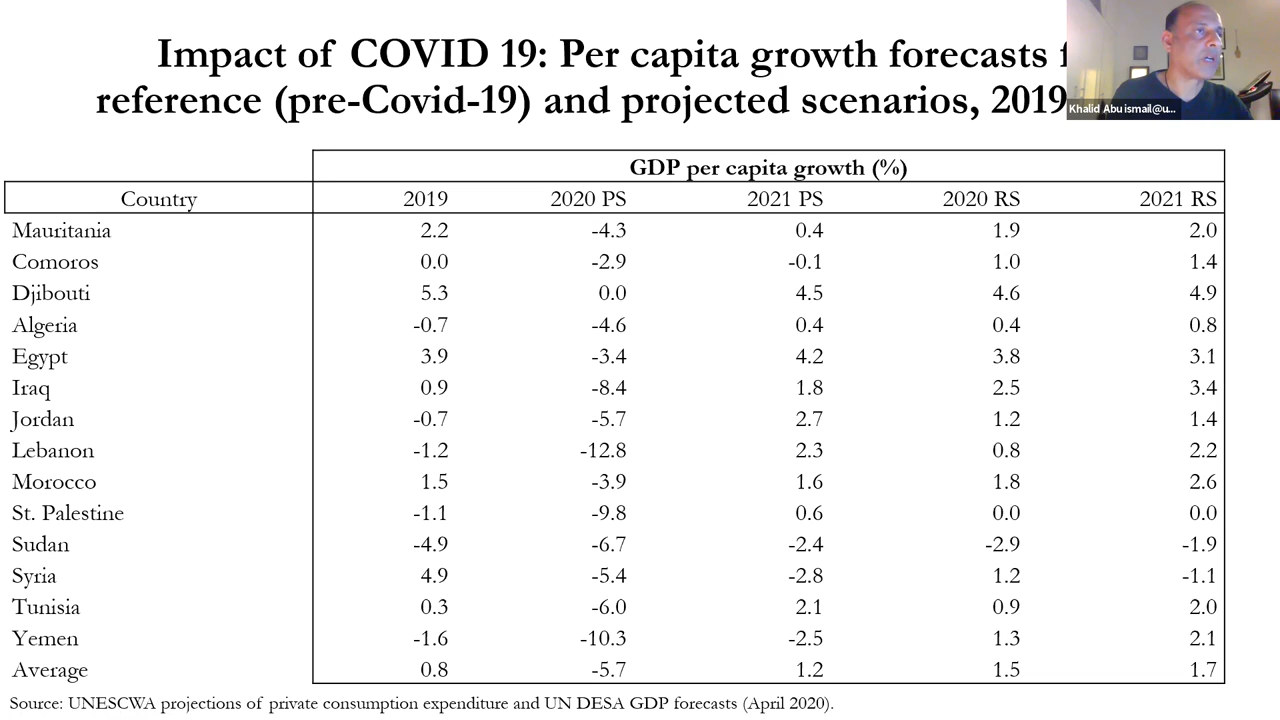 Impact of COVID 19: Per capita growth forecasts
reference (pre-Covid-19) and projected scenarios, 2019
Khalid Abu ismail@u...
GDP per capita growth (%)
Country 2019 2020 PS 2021 PS 2020 RS 2021 RS
Mauritania 2.2 -4.3 0.4 1.9 2.0
Comoros 0.0 -2.9 -0.1 1.0 1.4
Djibouti 5.3 0.0 4.5 4.6 4.9
Algeria -0.7 -4.6 0.4 0.4 0.8
Egypt 3.9 -3.4 4.2 3.8 3.1
Iraq 0.9 -8.4 1.8 2.5 3.4
Jordan -0.7 -5.7 2.7 1.2 1.4
Lebanon -1.2 -12.8 2.3 0.8 2.2
Morocco 1.5 -3.9 1.6 1.8 2.6
St. Palestine -1.1 -9.8 0.6 0.0 0.0
Sudan -4.9 -6.7 -2.4 -2.9 -1.9
Syria 4.9 -5.4 -2.8 1.2 -1.1
Tunisia 0.3 -6.0 2.1 0.9 2.0
Yemen -1.6 -10.3 -2.5 1.3 2.1
Average 0.8 -5.7 1.2 1.5 1.7
Source: UNESCWA projections of private consumption expenditure and UN DESA GDP forecasts (April 2020).